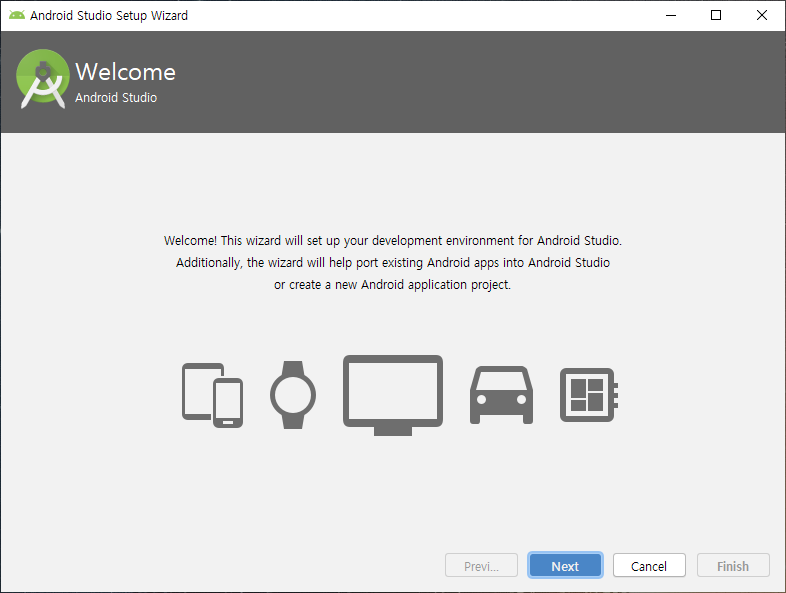 Android Studio Setup Wizard
Welcome
Android Studio
Welcome! This wizard will set up your development environment for Android Studio.
Additionally, the wizard will help port existing Android apps into Android Studio
or create a new Android application project.
Previ... Next Cancel Finish